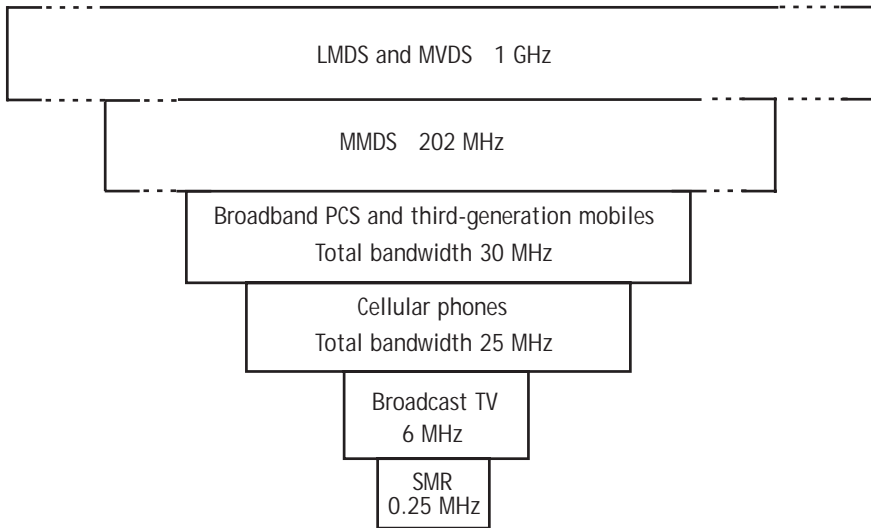 LMDS and MVDS 1 GHz
MMDS 202 MHz
Broadband PCS and third-generation mobiles
Total bandwidth 30 MHz
Cellular phones
Total bandwidth 25 MHz
Broadcast TV
6 MHz
SMR
0.25 MHz